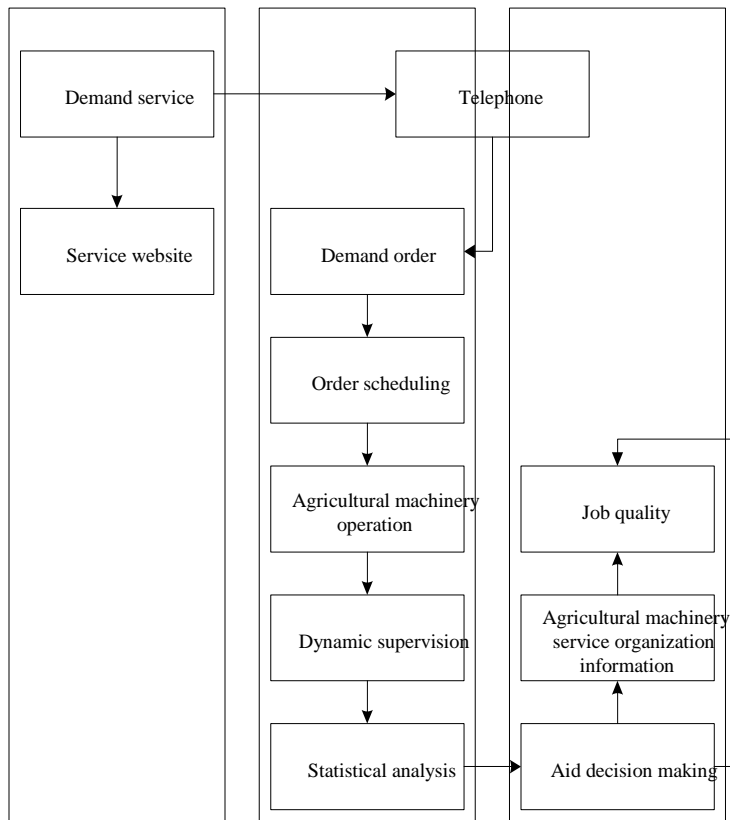 Demand service
Telephone
Service website
Demand order
Order scheduling
Agricultural machinery
operation
Job quality
Dynamic supervision
Agricultural machinery
service organization
information
Statistical analysis
Aid decision making